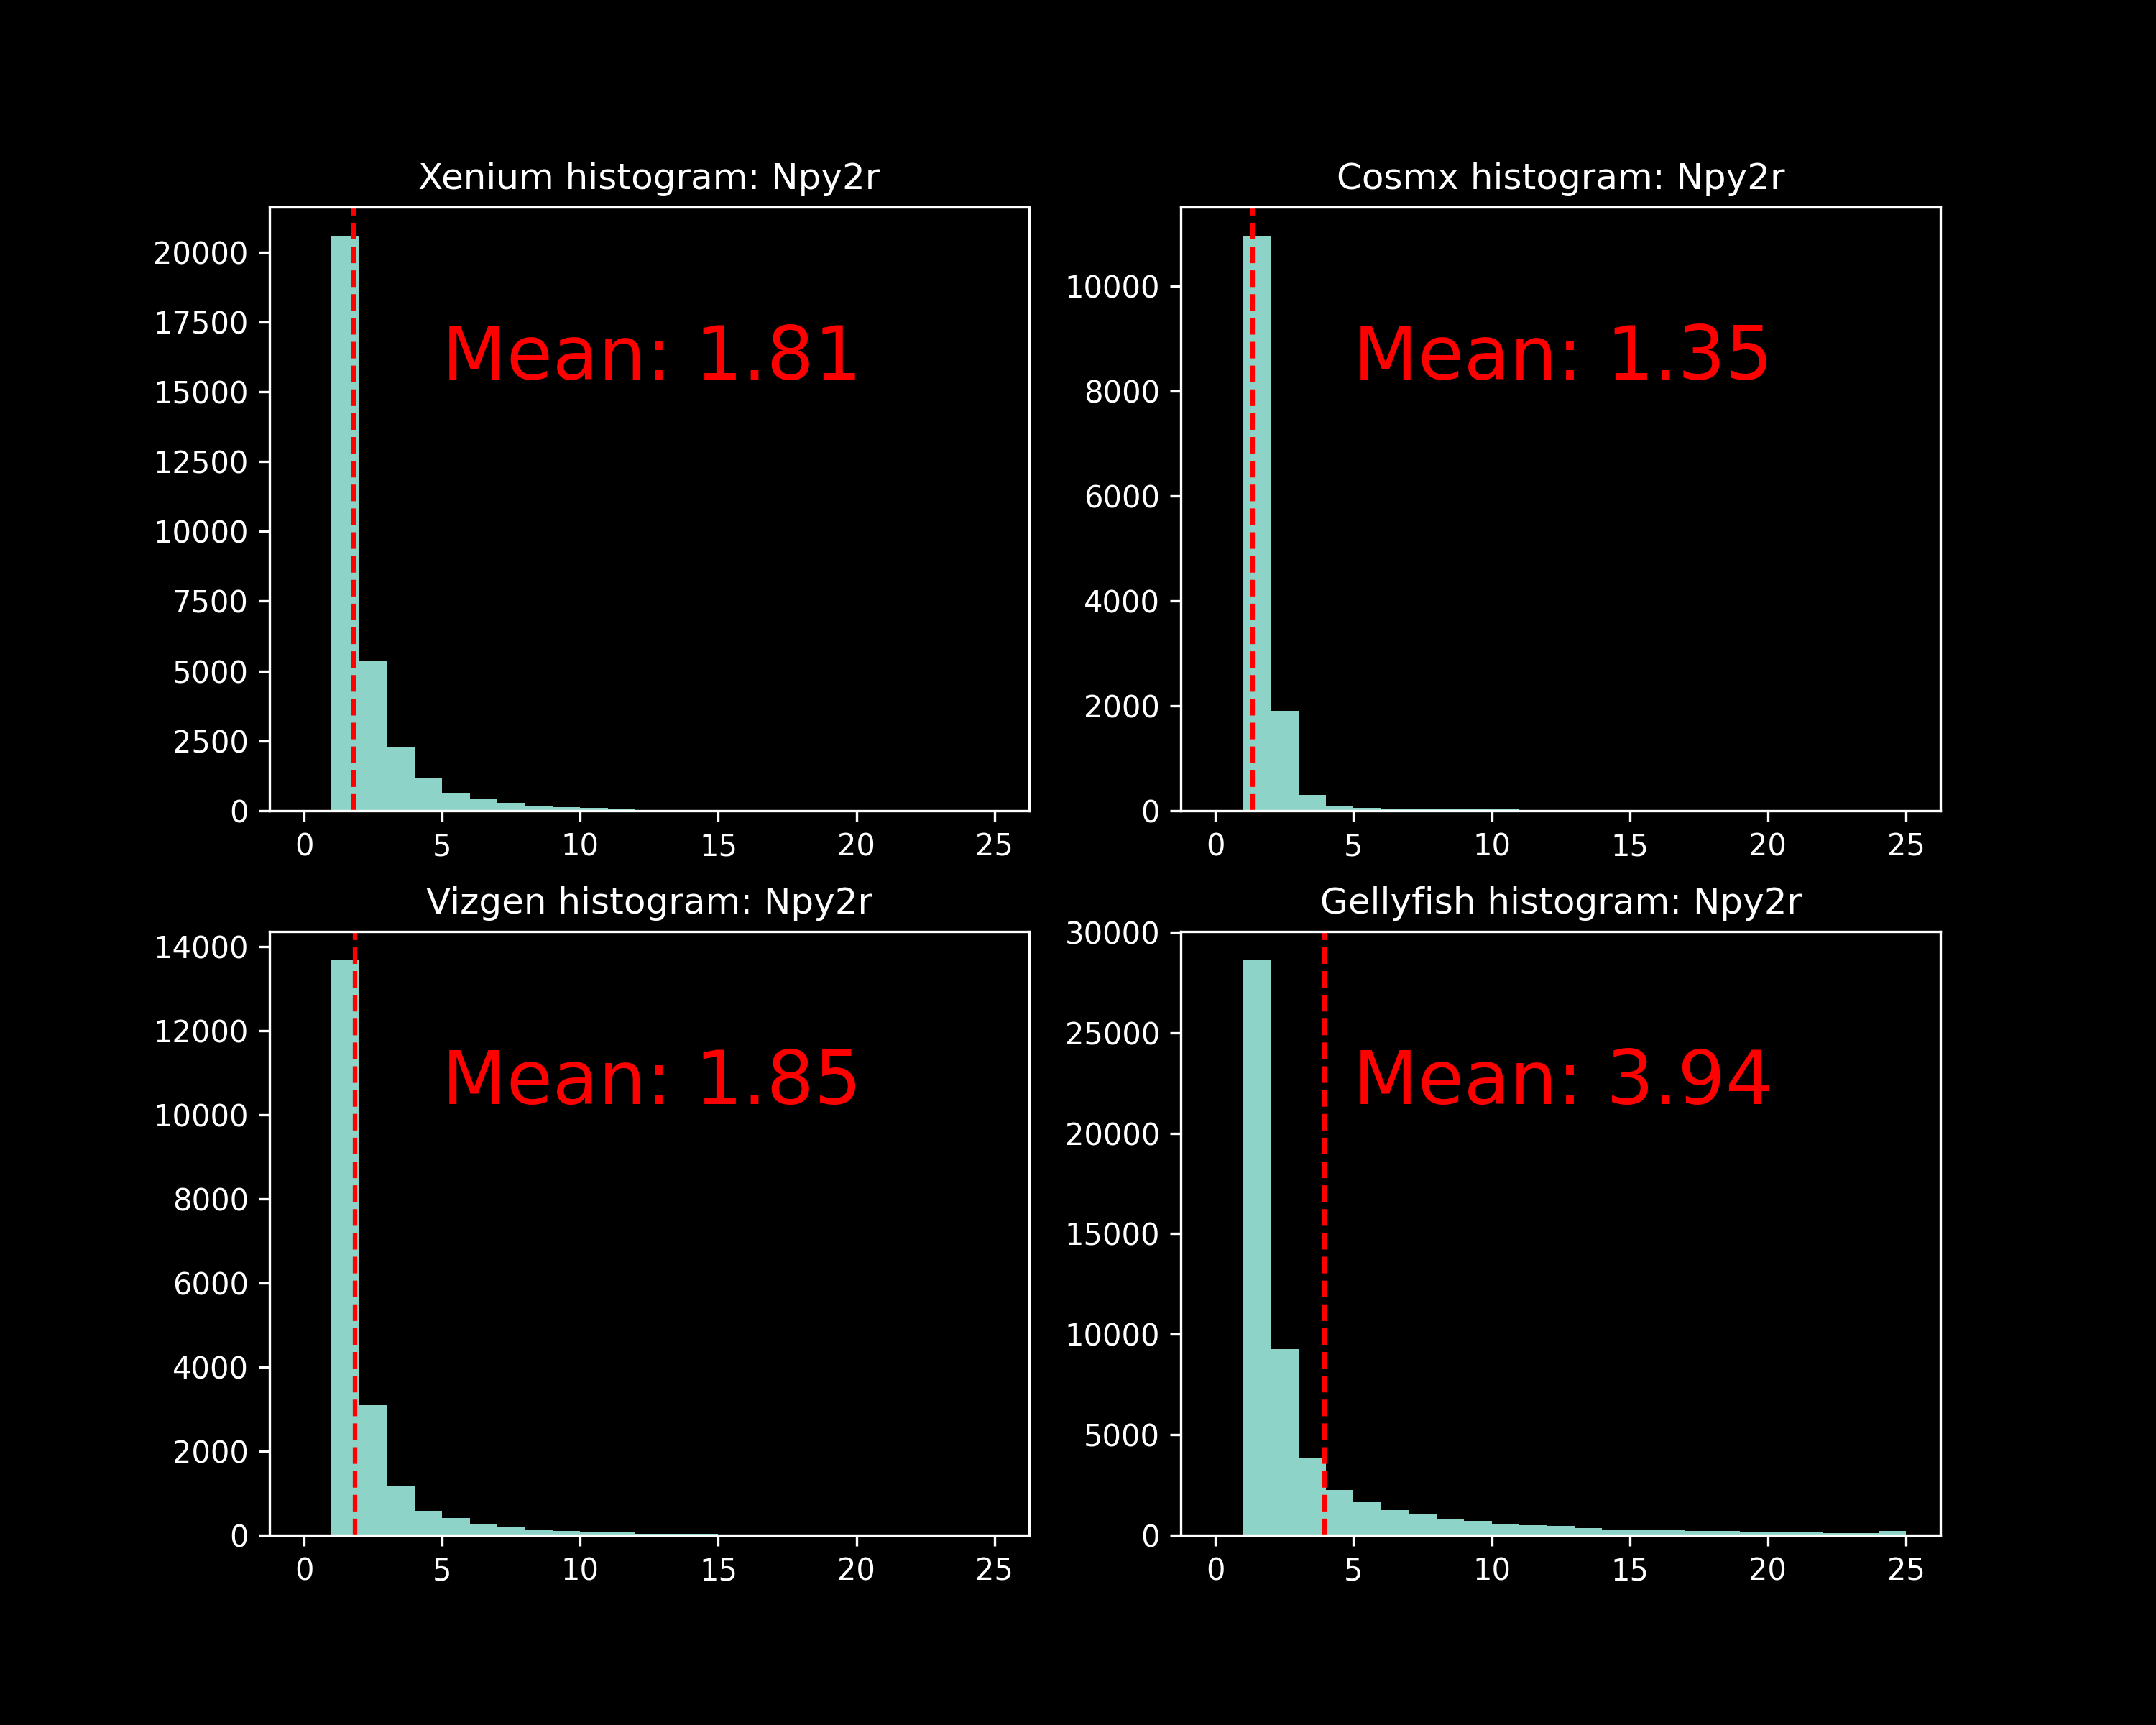 Xenium histogram: Npy2r
20000
17500
15000
12500
10000
7500
5000
2500
0
Mean: 1.81
0 5 10 15 20 25
Cosmx histogram: Npy2r
10000
8000
6000
4000
2000
0
Mean: 1.35
0 5 10 15 20 25
Vizgen histogram: Npy2r
14000
12000
10000
8000
6000
4000
2000
0
Mean: 1.85
0 5 10 15 20 25
Gellyfish histogram: Npy2r
30000
25000
20000
15000
10000
5000
0
Mean: 3.94
0 5 10 15 20 25